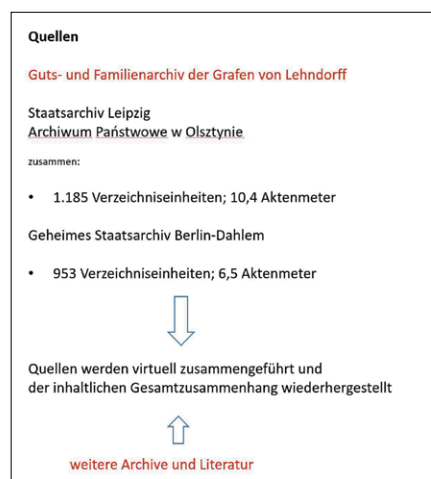 Quellen
Guts- und Familienarchiv der Grafen von Lehndorff
Staatsarchiv Leipzig
Archiwum Państwowe w Olsztynie
zusammen:
• 1.185 Verzeichniseinheiten; 10,4 Aktenmeter
Geheimes Staatsarchiv Berlin-Dahlem
• 953 Verzeichniseinheiten; 6,5 Aktenmeter
Quellen werden virtuell zusammengeführt und
der inhaltlichen Gesamtzusammenhang wiederhergestellt
weitere Archive und Literatur